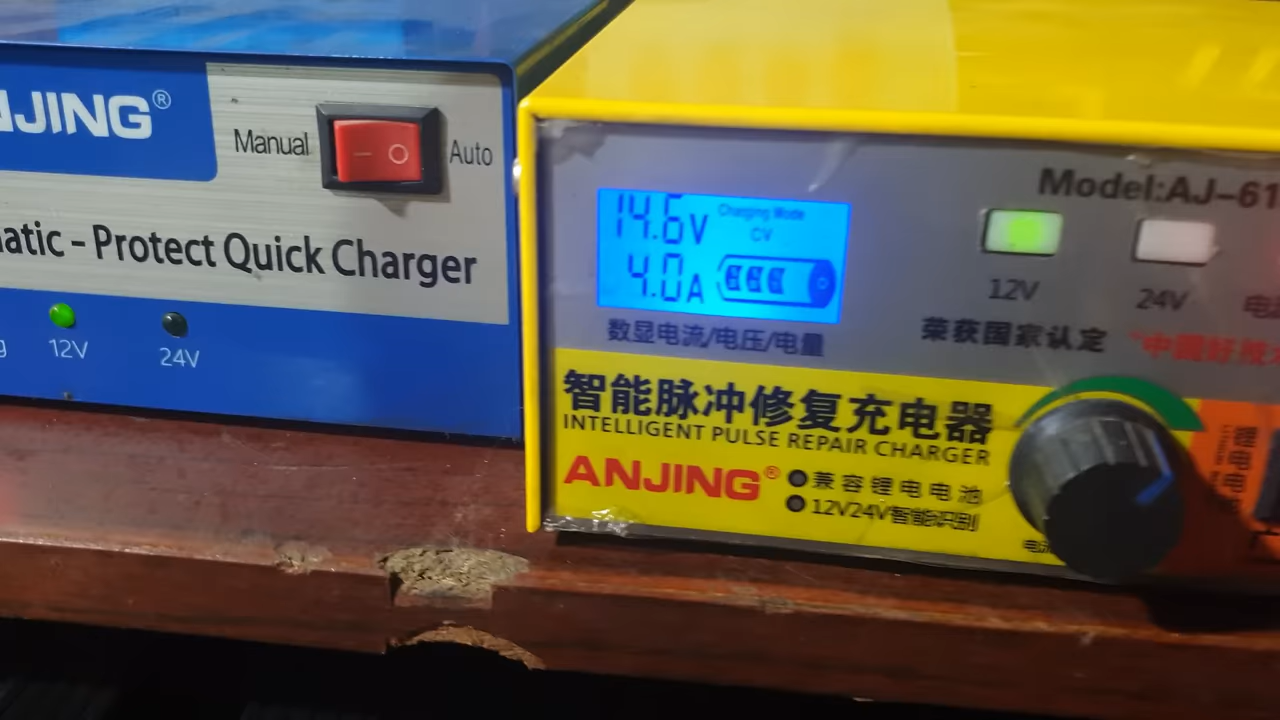 NJING®
Manual
Auto
atic - Protect Quick Charger
12V
24V
14.6V
Charging Mode
CV
4.0A
数显电流/电压/电量
Model:AJ-61
12V
24V
荣获国家认定
智能脉冲修复充电器
INTELLIGENT PULSE REPAIR CHARGER
ANJING®
兼容锂电电池
12V24V智能识别
锂电电